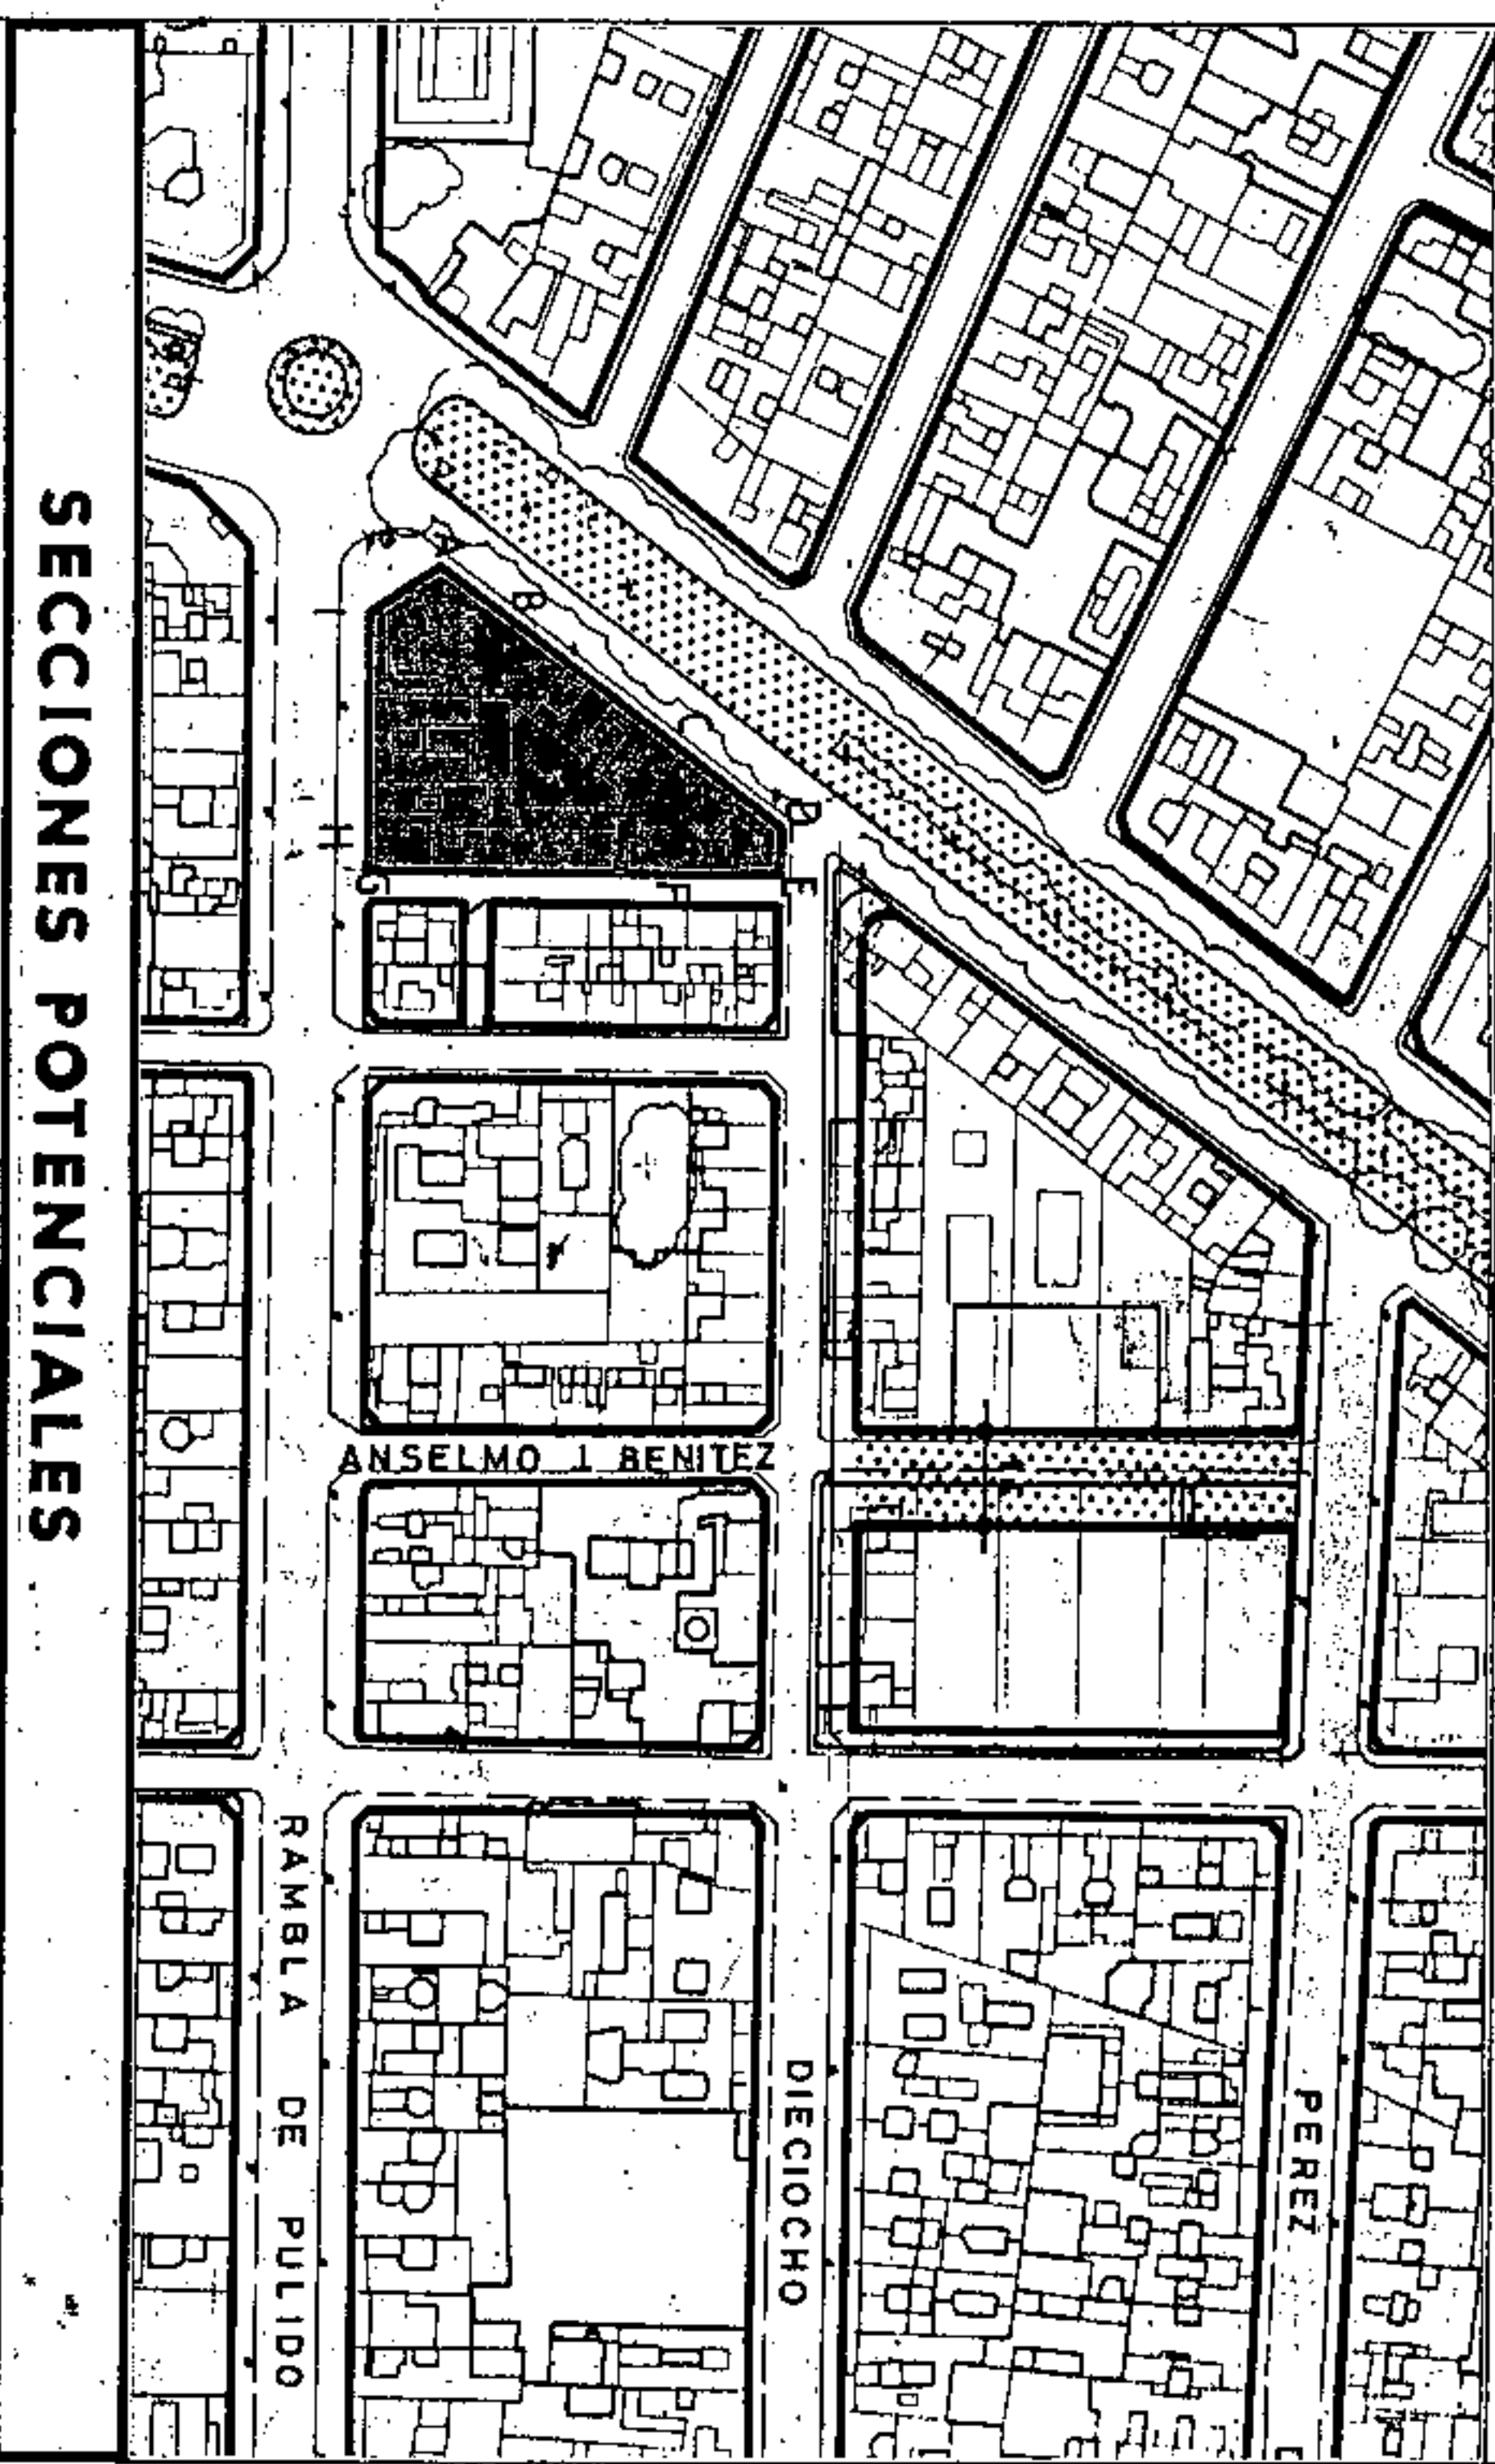 SECCIONES POTENCIALES
A
B
C
D
E
F
G
H
I
ANSELMO J BENITEZ
RAMBLA DE PULIDO
DIECIOCHO
PEREZ